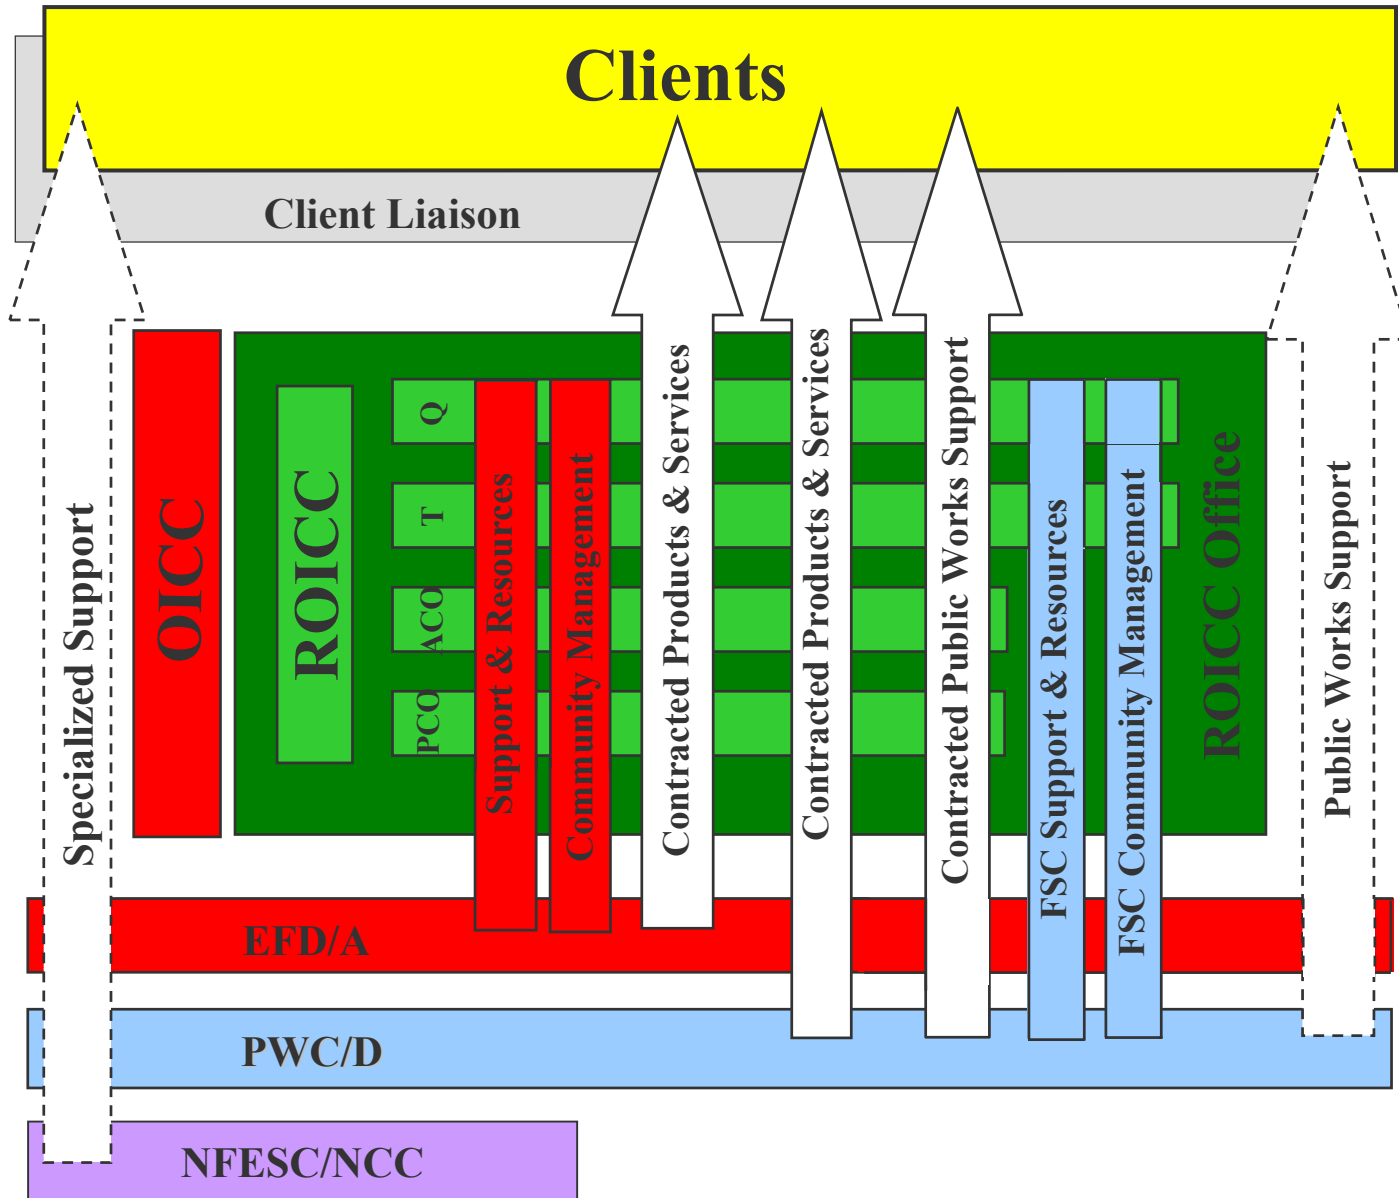 Clients
Client Liaison
Specialized Support
OICC
ROICC
Q
T
ACO
PCO
Support & Resources
Community Management
Contracted Products & Services
Contracted Products & Services
Contracted Public Works Support
FSC Support & Resources
FSC Community Management
ROICC Office
Public Works Support
EFD/A
PWC/D
NFESC/NCC